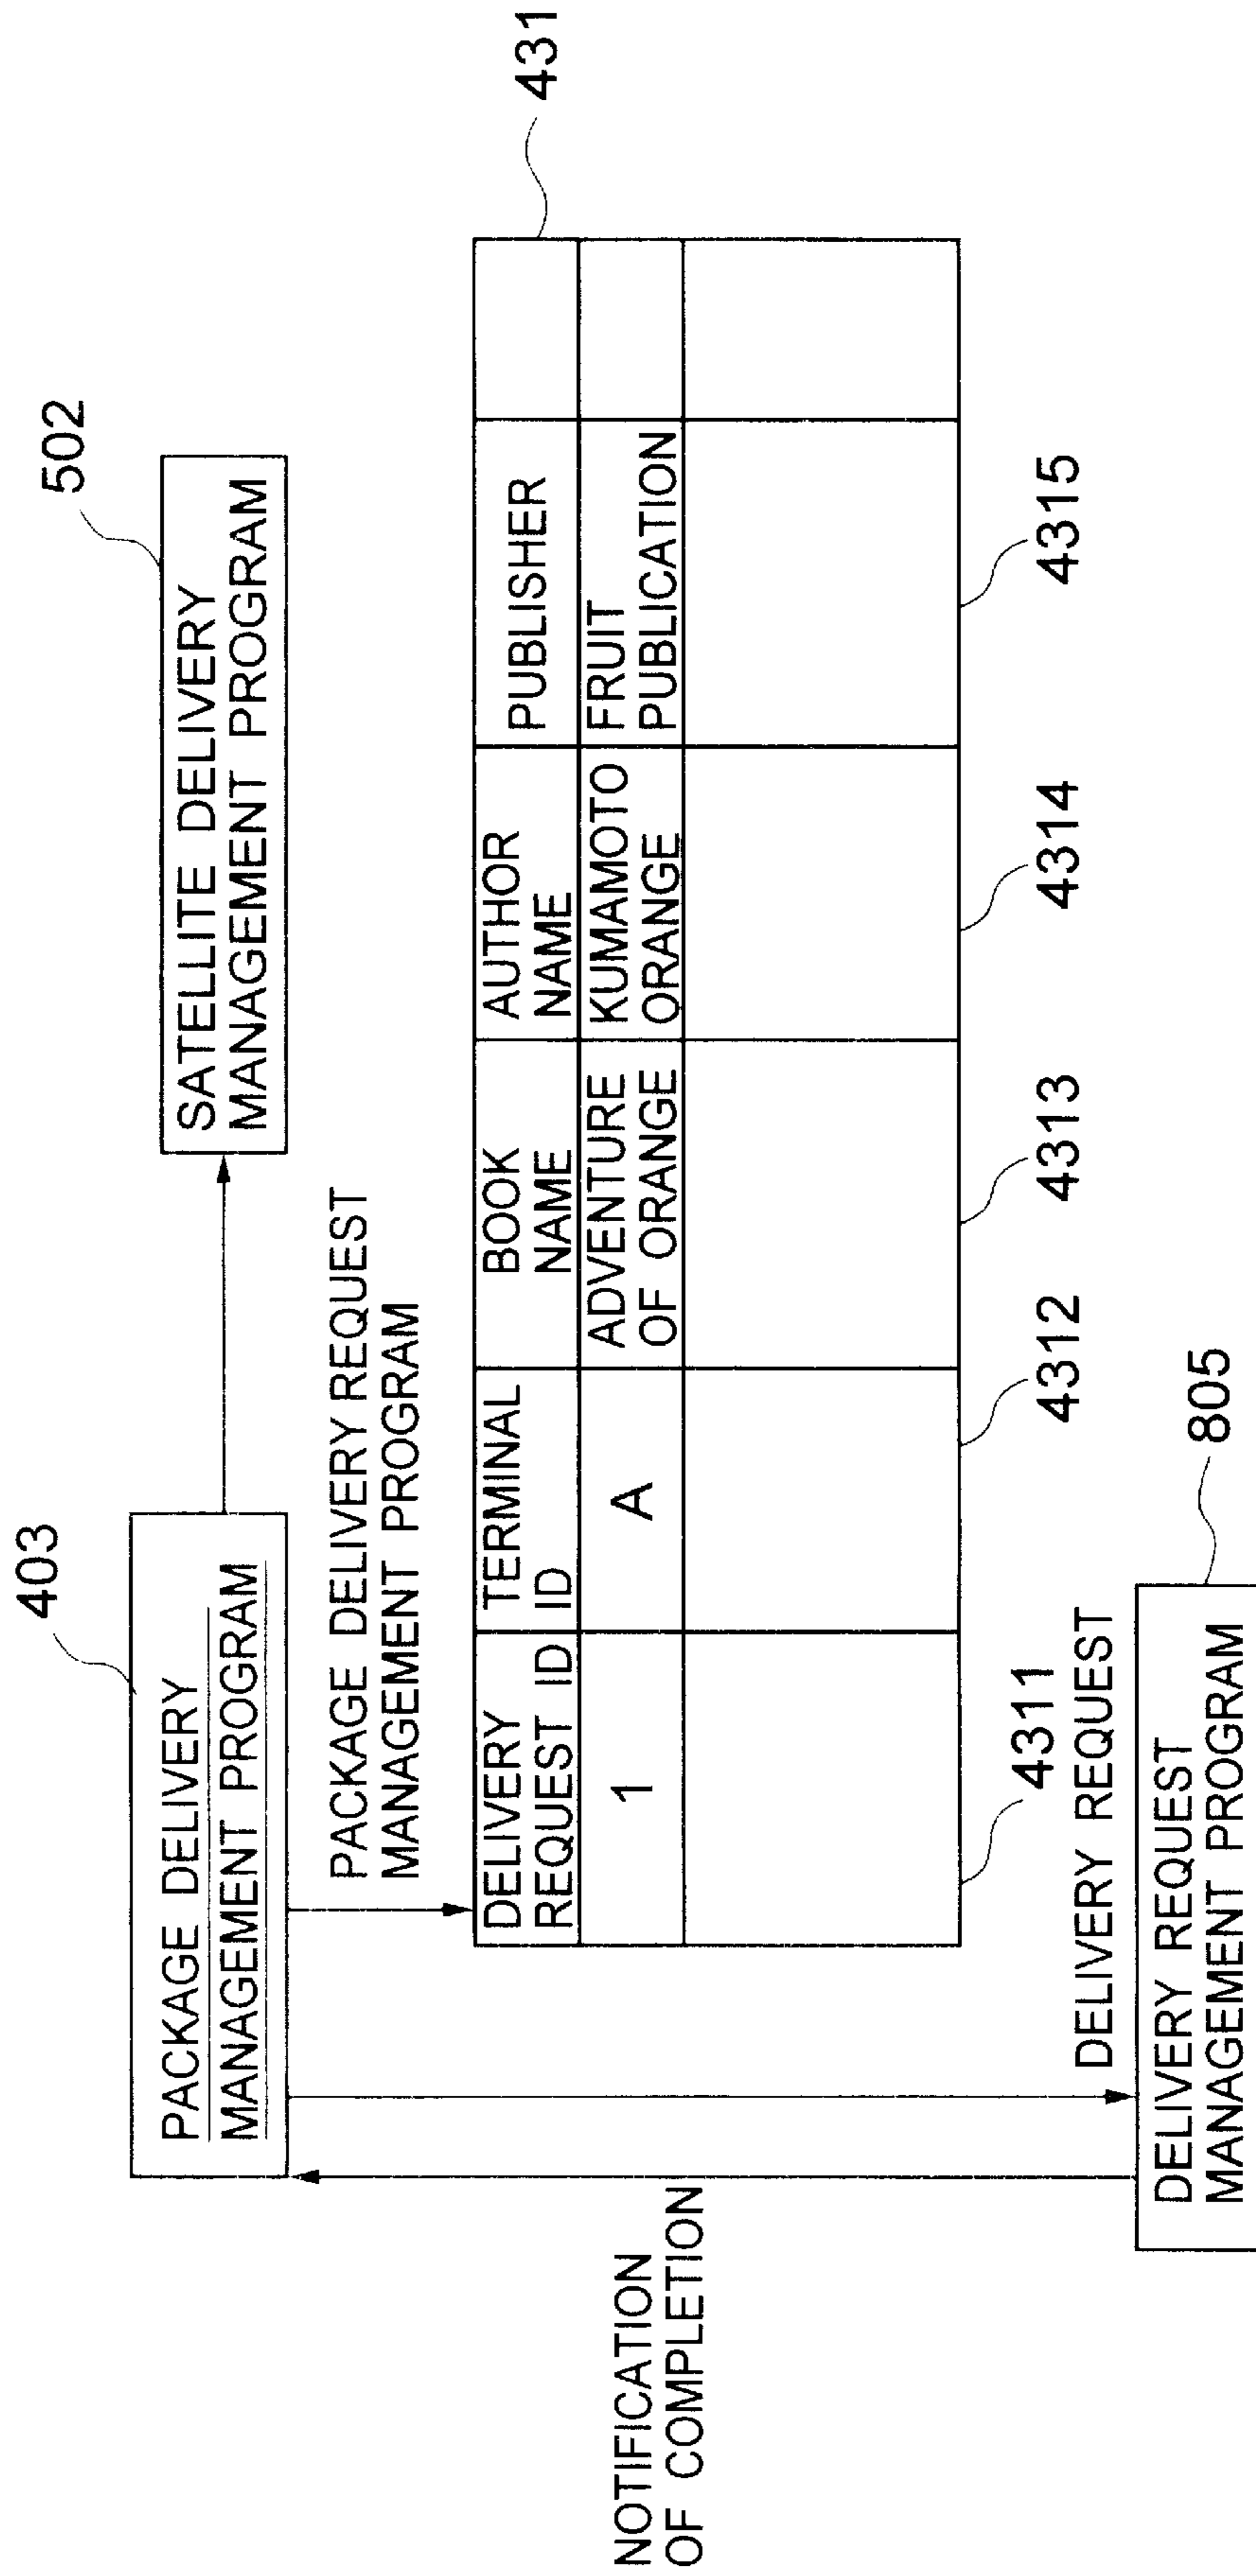 403
PACKAGE DELIVERY
MANAGEMENT PROGRAM
502
SATELLITE DELIVERY
MANAGEMENT PROGRAM
PACKAGE DELIVERY REQUEST
MANAGEMENT PROGRAM
431
DELIVERY
REQUEST ID
TERMINAL
ID
BOOK
NAME
AUTHOR
NAME
PUBLISHER
1
A
ADVENTURE
OF ORANGE
KUMAMOTO
ORANGE
FRUIT
PUBLICATION
4311
4312
4313
4314
4315
NOTIFICATION
OF COMPLETION
DELIVERY REQUEST
DELIVERY REQUEST
MANAGEMENT PROGRAM
805